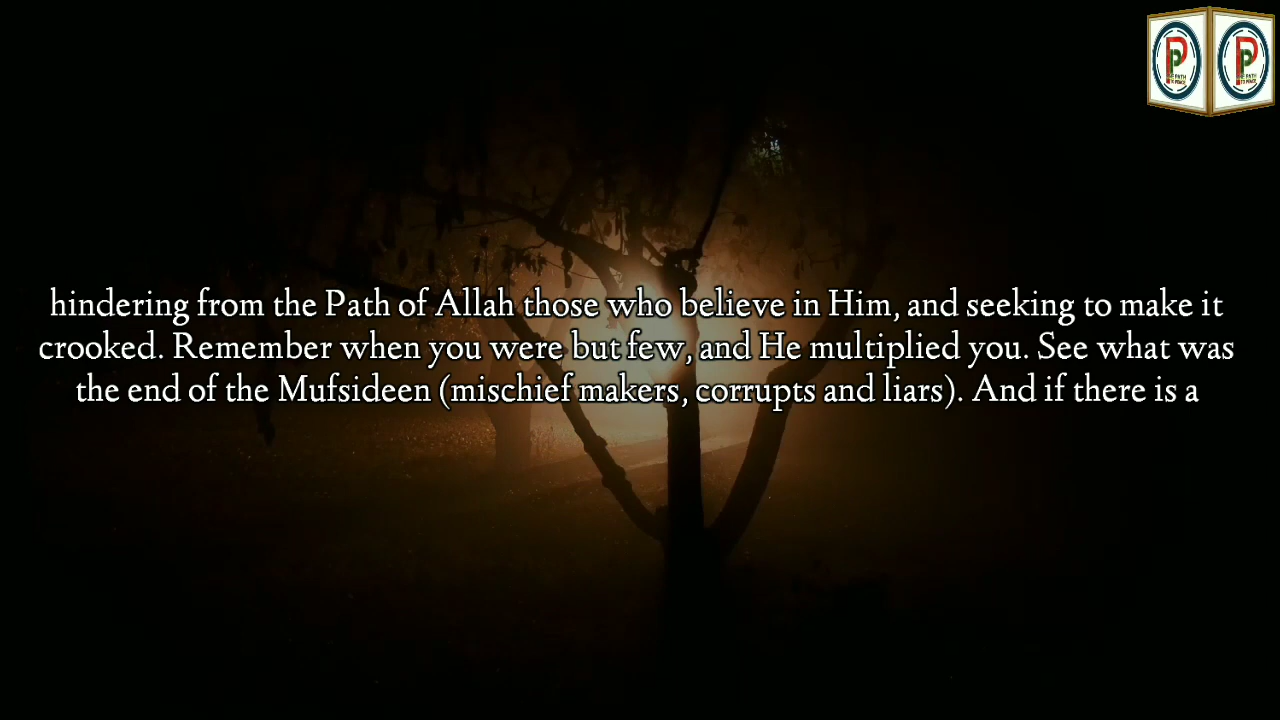 hindering from the Path of Allah those who believe in Him, and seeking to make it
crooked. Remember when you were but few, and He multiplied you. See what was
the end of the Mufsideen (mischief makers, corrupts and liars). And if there is a